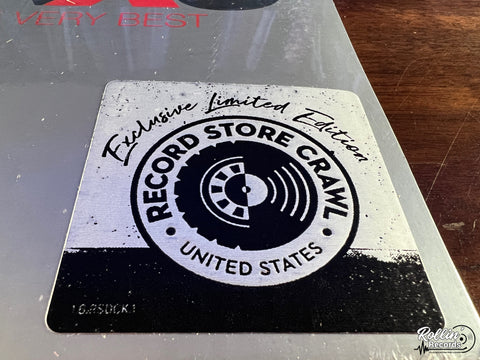 VERY BEST
Exclusive Limited Edition
RECORD STORE CRAWL
• UNITED STATES •
Rollin'
Records